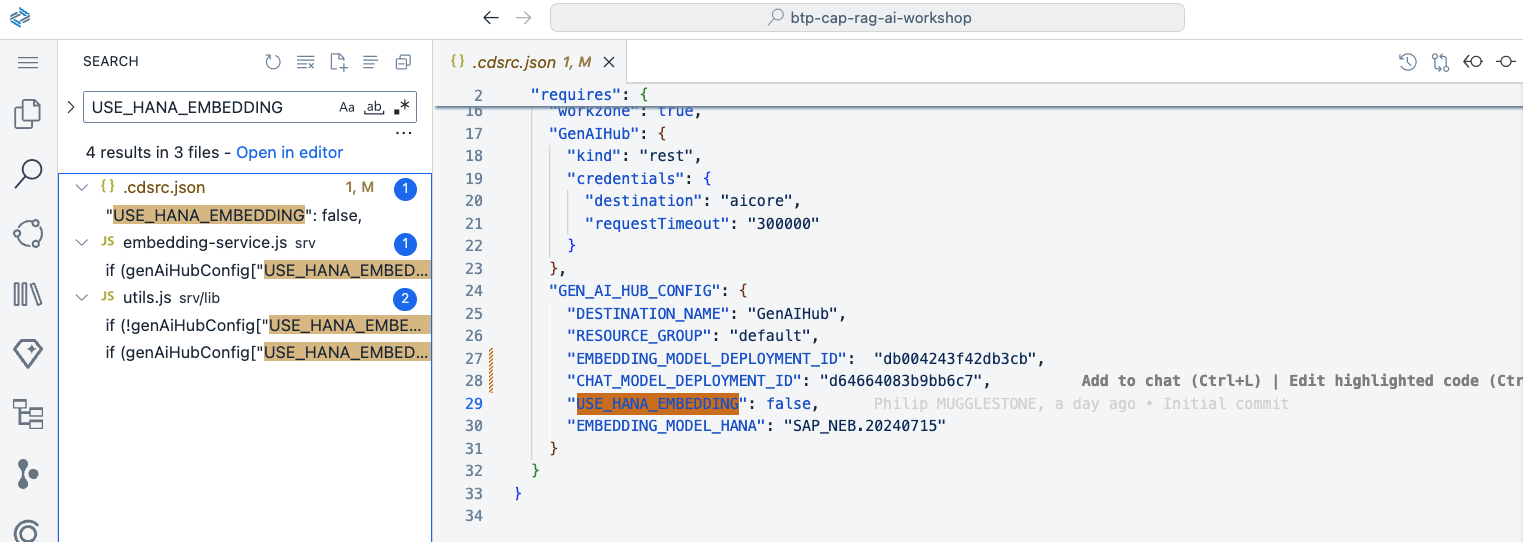 btp-cap-rag-ai-workshop
SEARCH
USE_HANA_EMBEDDING
Aa
ab
4 results in 3 files - Open in editor
{} .cdsrc.json 1, M 1
"USE_HANA_EMBEDDING": false,
JS embedding-service.js srv 1
if (genAiHubConfig["USE_HANA_EMBED...
JS utils.js srv/lib 2
if (!genAiHubConfig["USE_HANA_EMBE...
if (genAiHubConfig["USE_HANA_EMBED...
{} .cdsrc.json 1, M
2 "requires": {
16 "workzone": true,
17 "GenAIHub": {
18 "kind": "rest",
19 "credentials": {
20 "destination": "aicore",
21 "requestTimeout": "300000"
22 }
23 },
24 "GEN_AI_HUB_CONFIG": {
25 "DESTINATION_NAME": "GenAIHub",
26 "RESOURCE_GROUP": "default",
27 "EMBEDDING_MODEL_DEPLOYMENT_ID":  "db004243f42db3cb",
28 "CHAT_MODEL_DEPLOYMENT_ID": "d64664083b9bb6c7", Add to chat (Ctrl+L) | Edit highlighted code (Ctr
29 "USE_HANA_EMBEDDING": false, Philip MUGGLESTONE, a day ago • Initial commit
30 "EMBEDDING_MODEL_HANA": "SAP_NEB.20240715"
31 }
32 }
33 }
34